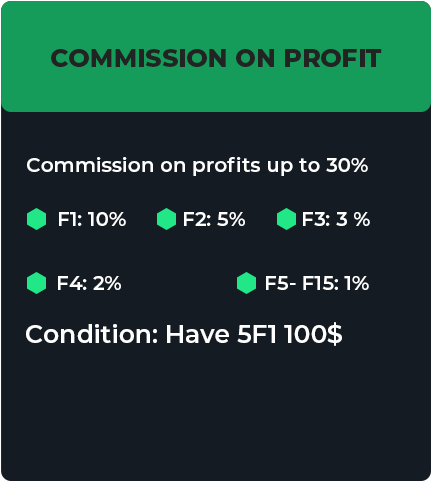 COMMISSION ON PROFIT
Commission on profits up to 30%
F1: 10% F2: 5% F3: 3 %
F4: 2% F5- F15: 1%
Condition: Have 5F1 100$